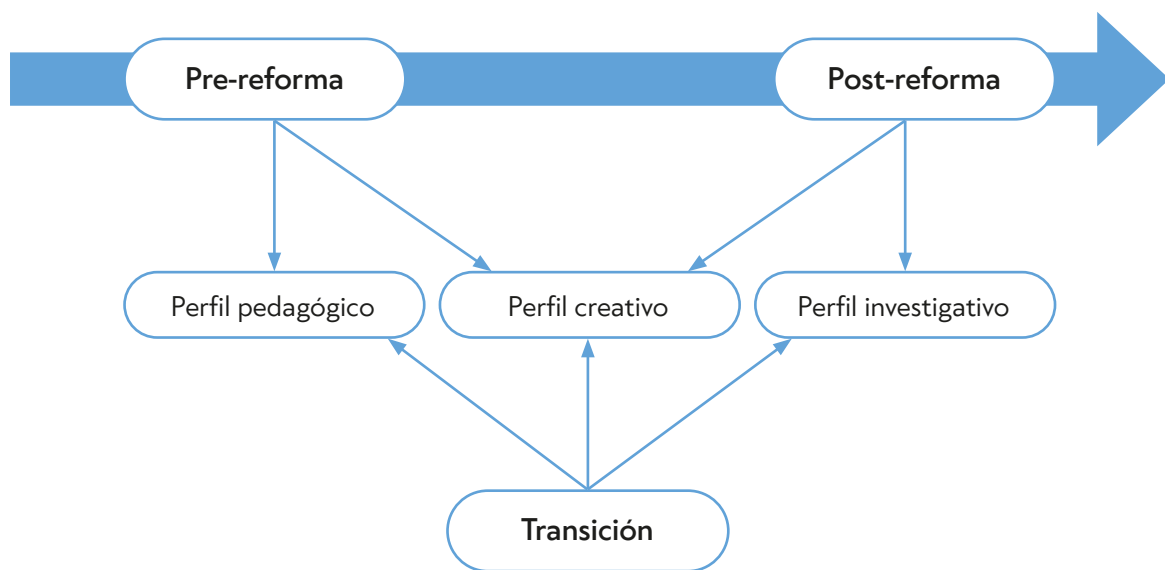 Pre-reforma
Post-reforma
Perfil pedagógico
Perfil creativo
Perfil investigativo
Transición